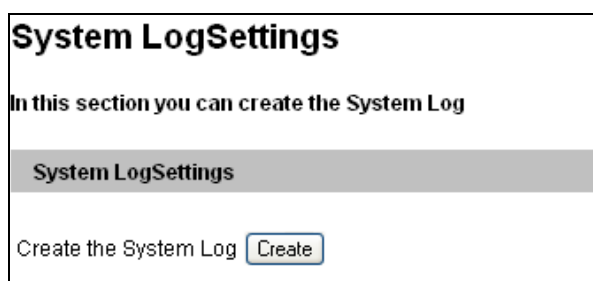 System LogSettings
In this section you can create the System Log
System LogSettings
Create the System Log Create